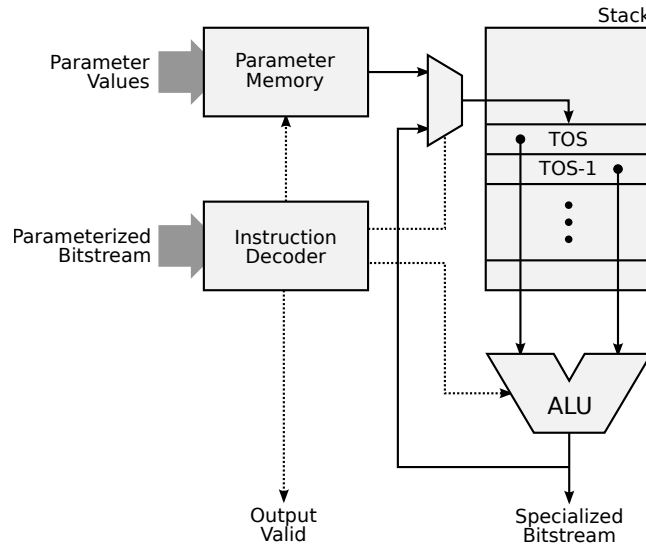 Stack
Parameter
Values
Parameter
Memory
TOS
TOS-1
Parameterized
Bitstream
Instruction
Decoder
ALU
Output
Valid
Specialized
Bitstream